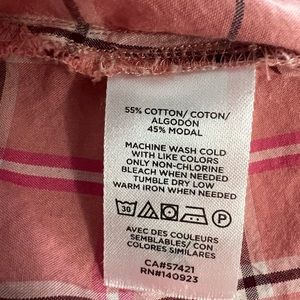 55% COTTON/ COTON/
ALGODÓN
45% MODAL
MACHINE WASH COLD
WITH LIKE COLORS
ONLY NON-CHLORINE
BLEACH WHEN NEEDED
TUMBLE DRY LOW
WARM IRON WHEN NEEDED
30 P
AVEC DES COULEURS
SEMBLABLES/ CON
COLORES SIMILARES
CA#57421
RN#140923